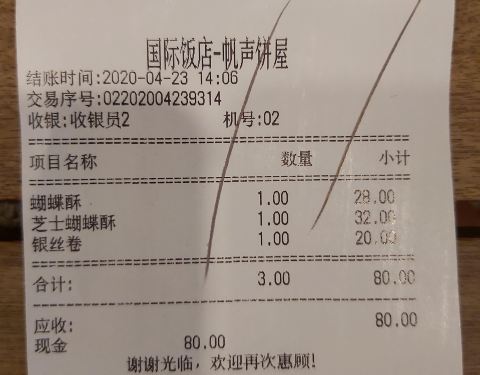 国际饭店-帆声饼屋
结账时间:2020-04-23 14:06
交易序号:02202004239314
收银:收银员2 机号:02
项目名称 数量 小计
蝴蝶酥 1.00 28.00
芝士蝴蝶酥 1.00 32.00
银丝卷 1.00 20.00
合计: 3.00 80.00
应收: 80.00
现金 80.00
谢谢光临，欢迎再次惠顾!